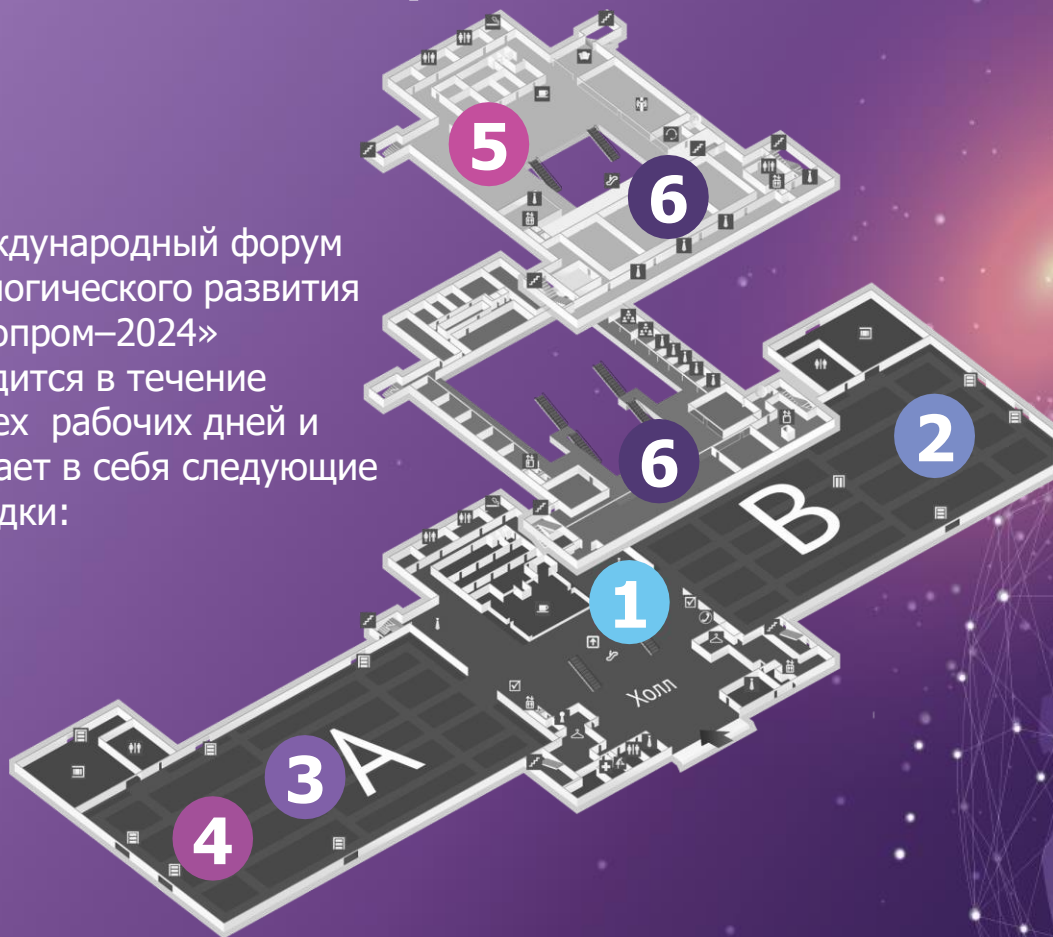 ждународный форум
логического развития
опром–2024»
дится в течение
ех рабочих дней и
ает в себя следующие
дки:
5
6
2
6
B
1
Холл
A
3
4